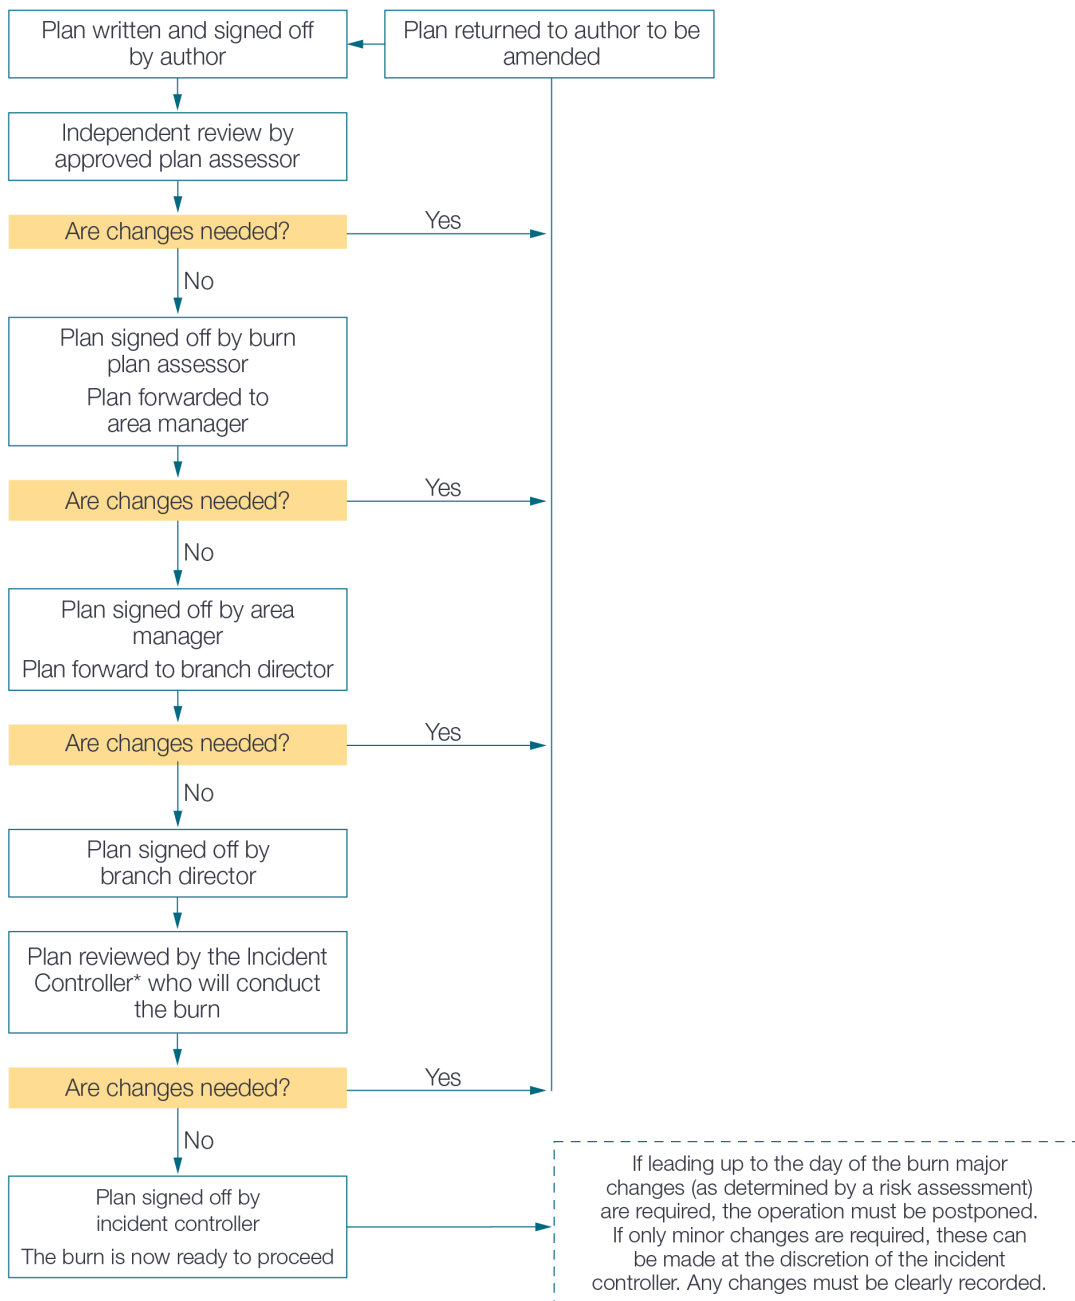 Plan written and signed off
by author
Plan returned to author to be
amended
Independent review by
approved plan assessor
Are changes needed?
Yes
No
Plan signed off by burn
plan assessor
Plan forwarded to
area manager
Are changes needed?
Yes
No
Plan signed off by area
manager
Plan forward to branch director
Are changes needed?
Yes
No
Plan signed off by
branch director
Plan reviewed by the Incident
Controller* who will conduct
the burn
Are changes needed?
Yes
No
Plan signed off by
incident controller
The burn is now ready to proceed
If leading up to the day of the burn major
changes (as determined by a risk assessment)
are required, the operation must be postponed.
If only minor changes are required, these can
be made at the discretion of the incident
controller. Any changes must be clearly recorded.